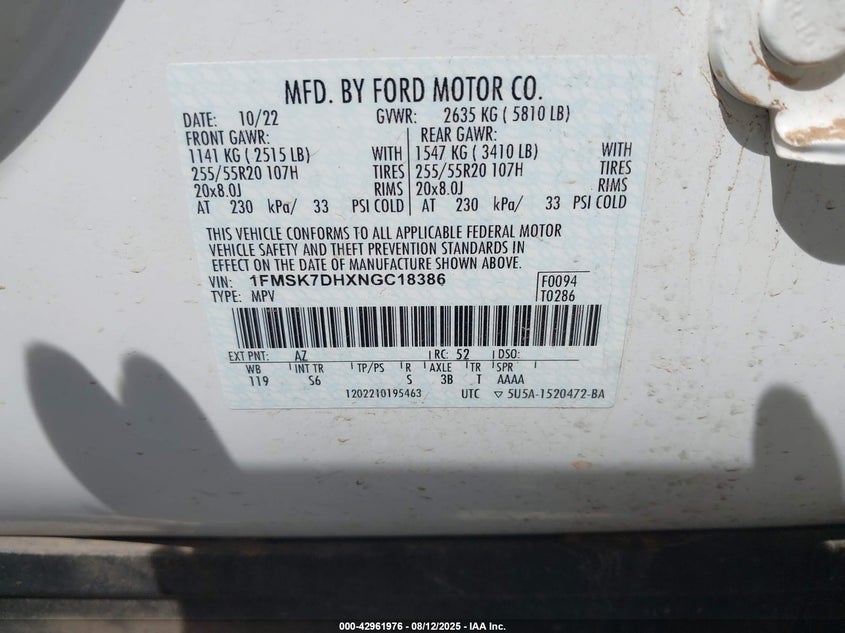 MFD. BY FORD MOTOR CO.
DATE: 10/22 GVWR: 2635 KG ( 5810 LB)
FRONT GAWR: REAR GAWR:
1141 KG ( 2515 LB) WITH 1547 KG ( 3410 LB) WITH
255/55R20 107H TIRES 255/55R20 107H TIRES
20x8.0J RIMS 20x8.0J RIMS
AT 230 kPa/ 33 PSI COLD AT 230 kPa/ 33 PSI COLD
THIS VEHICLE CONFORMS TO ALL APPLICABLE FEDERAL MOTOR
VEHICLE SAFETY AND THEFT PREVENTION STANDARDS IN
EFFECT ON THE DATE OF MANUFACTURE SHOWN ABOVE.
VIN: 1FMSK7DHXNGC18386 F0094
TYPE: MPV T0286
EXT PNT: AZ RC: 52 DSO:
WB INT TR TP/PS R AXLE TR SPR
119 S6 S 3B T AAAA
1202210195463 UTC ▽ 5U5A-1520472-BA
000-42961976 - 08/12/2025 - IAA Inc.